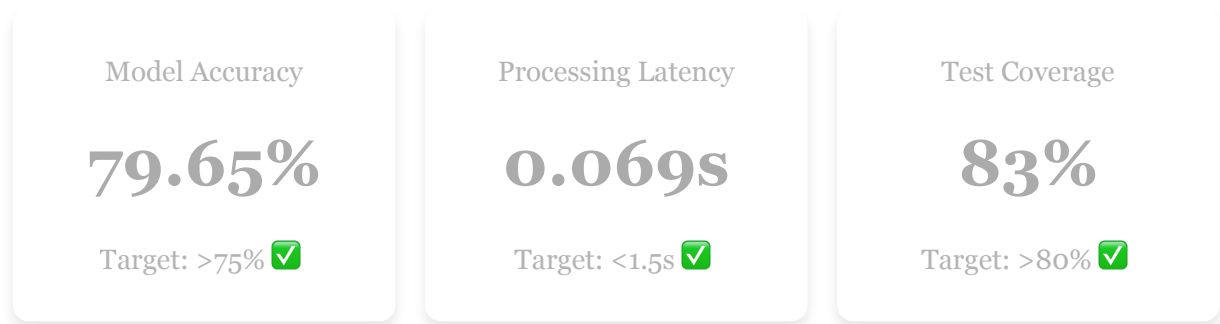 Model Accuracy
79.65%
Target: >75% ✅
Processing Latency
0.069s
Target: <1.5s ✅
Test Coverage
83%
Target: >80% ✅